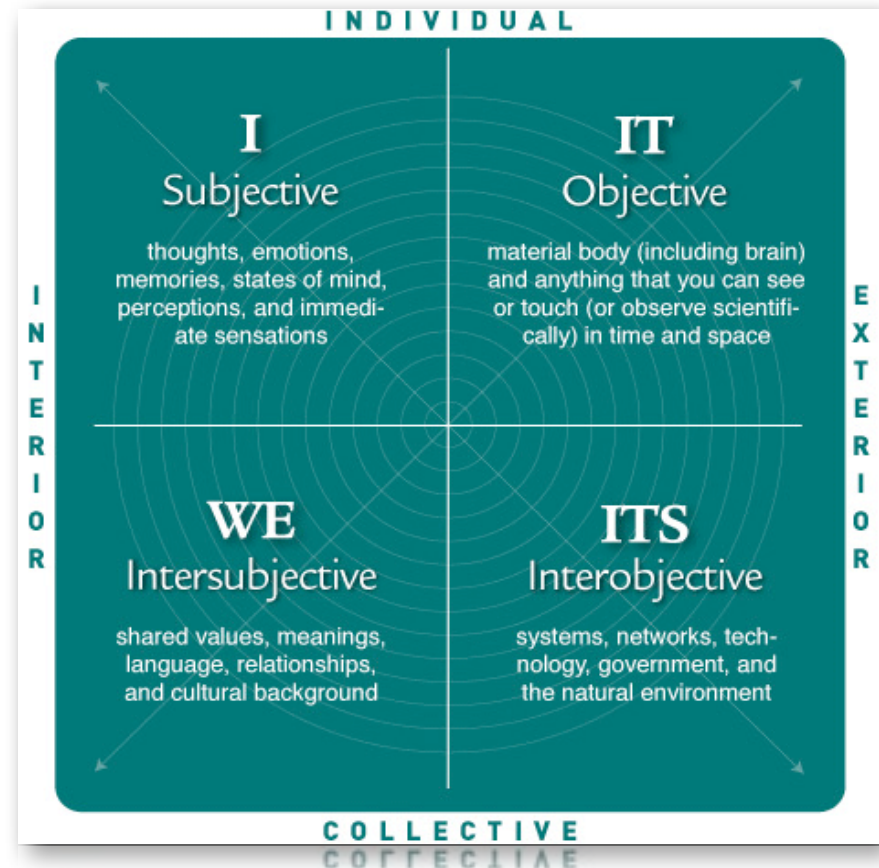 INDIVIDUAL
I
Subjective
thoughts, emotions,
memories, states of mind,
perceptions, and immedi-
ate sensations
IT
Objective
material body (including brain)
and anything that you can see
or touch (or observe scientifi-
cally) in time and space
INTERIOR
EXTERIOR
WE
Intersubjective
shared values, meanings,
language, relationships,
and cultural background
ITS
Interobjective
systems, networks, tech-
nology, government, and
the natural environment
COLLECTIVE